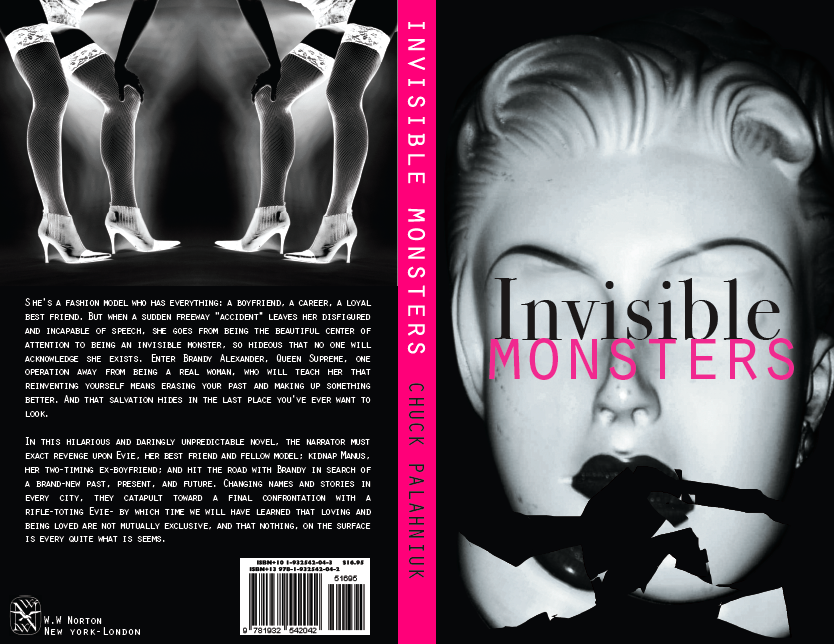 She's a fashion model who has everything: a boyfriend, a career, a loyal
best friend. But when a sudden freeway "accident" leaves her disfigured
and incapable of speech, she goes from being the beautiful center of
attention to being an invisible monster, so hideous that no one will
acknowledge she exists. Enter Brandy Alexander, Queen Supreme, one
operation away from being a real woman, who will teach her that
reinventing yourself means erasing your past and making up something
better. And that salvation hides in the last place you've ever want to
look.
In this hilarious and daringly unpredictable novel, the narrator must
exact revenge upon Evie, her best friend and fellow model; kidnap Manus,
her two-timing ex-boyfriend; and hit the road with Brandy in search of
a brand-new past, present, and future. Changing names and stories in
every city, they catapult toward a final confrontation with a
rifle-toting Evie- by which time we will have learned that loving and
being loved are not mutually exclusive, and that nothing, on the surface
is every quite what is seems.
ISBN+10 1-932542-04-3 $16.95
ISBN+13 978-1-932542-04-2
51695
9 781932 542042
W.W Norton
New york-London
INVISIBLE MONSTERS CHUCK PALAHNIUK
Invisible
MONSTERS